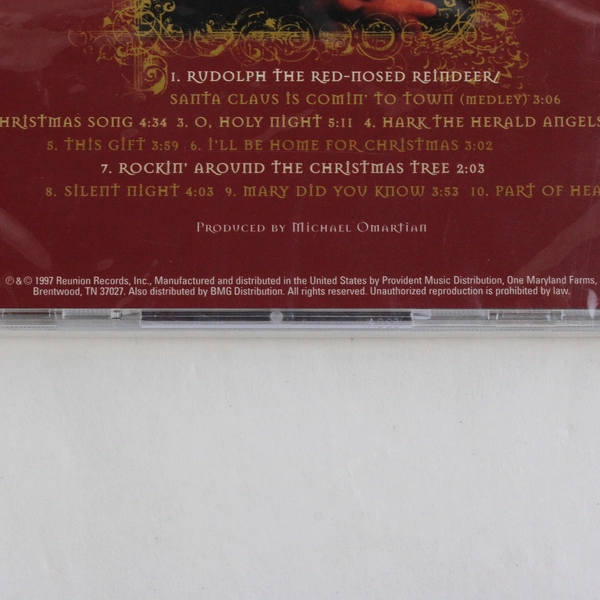 1. RUDOLPH THE RED-NOSED REINDEER/
SANTA CLAUS IS COMIN' TO TOWN (MEDLEY) 3:06
HRISTMAS SONG 4:34 3. O, HOLY NIGHT 5:11 4. HARK THE HERALD ANGELS
5. THIS GIFT 3:59 6. I'LL BE HOME FOR CHRISTMAS 3:02
7. ROCKIN' AROUND THE CHRISTMAS TREE 2:03
8. SILENT NIGHT 4:03 9. MARY DID YOU KNOW 3:53 10. PART OF HEA
PRODUCED BY MICHAEL OMARTIAN
℗ & © 1997 Reunion Records, Inc., Manufactured and distributed in the United States by Provident Music Distribution, One Maryland Farms,
Brentwood, TN 37027. Also distributed by BMG Distribution. All rights reserved. Unauthorized reproduction is prohibited by law.